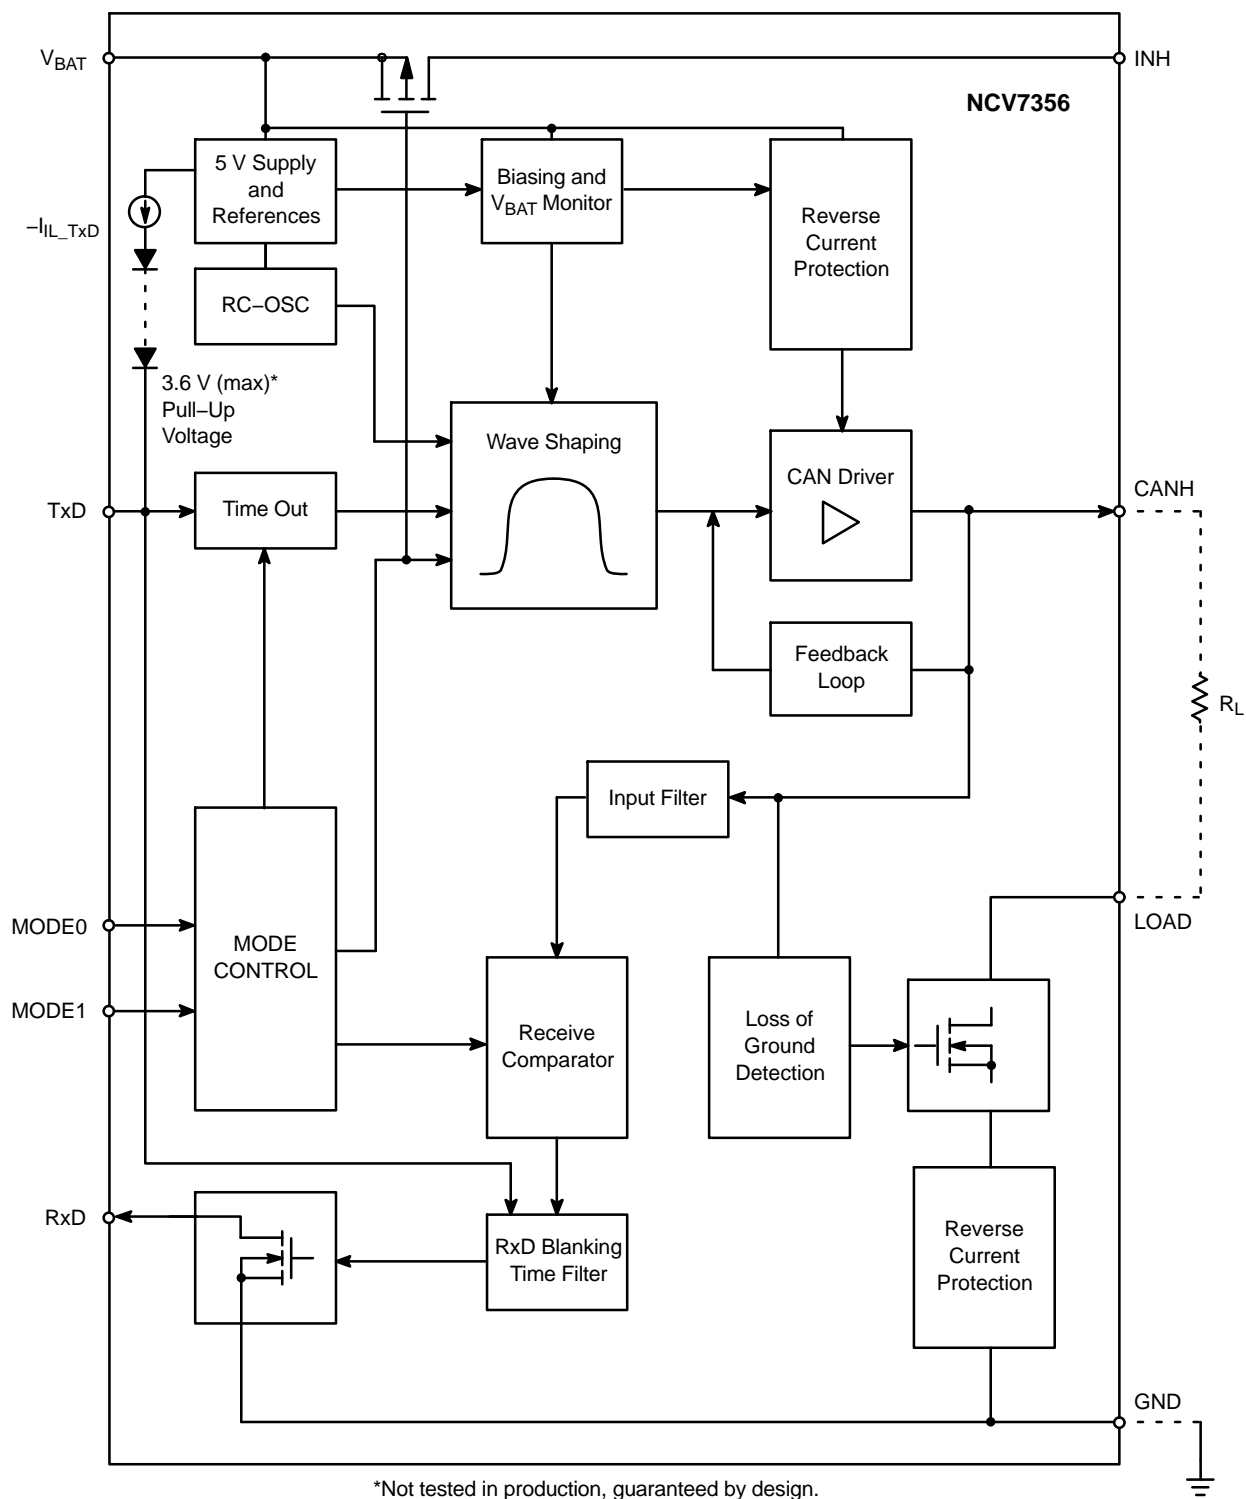 V_BAT
INH
NCV7356
5 V Supply
and
References
Biasing and
V_BAT Monitor
Reverse
Current
Protection
−I_IL_TxD
RC−OSC
3.6 V (max)*
Pull−Up
Voltage
Wave Shaping
CAN Driver
CANH
TxD
Time Out
Feedback
Loop
R_L
Input Filter
MODE0
MODE
CONTROL
LOAD
MODE1
Receive
Comparator
Loss of
Ground
Detection
RxD
RxD Blanking
Time Filter
Reverse
Current
Protection
GND
*Not tested in production, guaranteed by design.